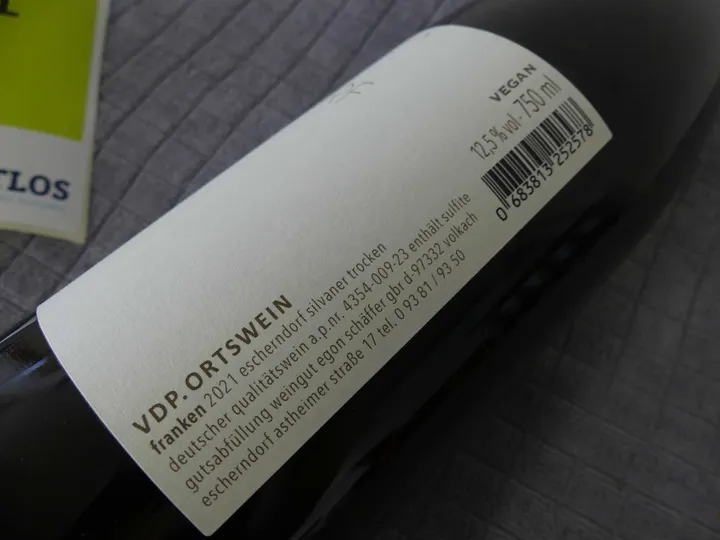 TLOS
VEGAN
12,5%vol-750 ml
0 683813 252578
VDP.ORTSWEIN
franken 2021 escherndorf silvaner trocken
deutscher qualitätswein a.p.nr. 4354-009-23 enthält sulfite
gutsabfüllung weingut egon schäffer gbr d-97332 volkach
escherndorf astheimer straße 17 tel. 0 93 81 / 93 50